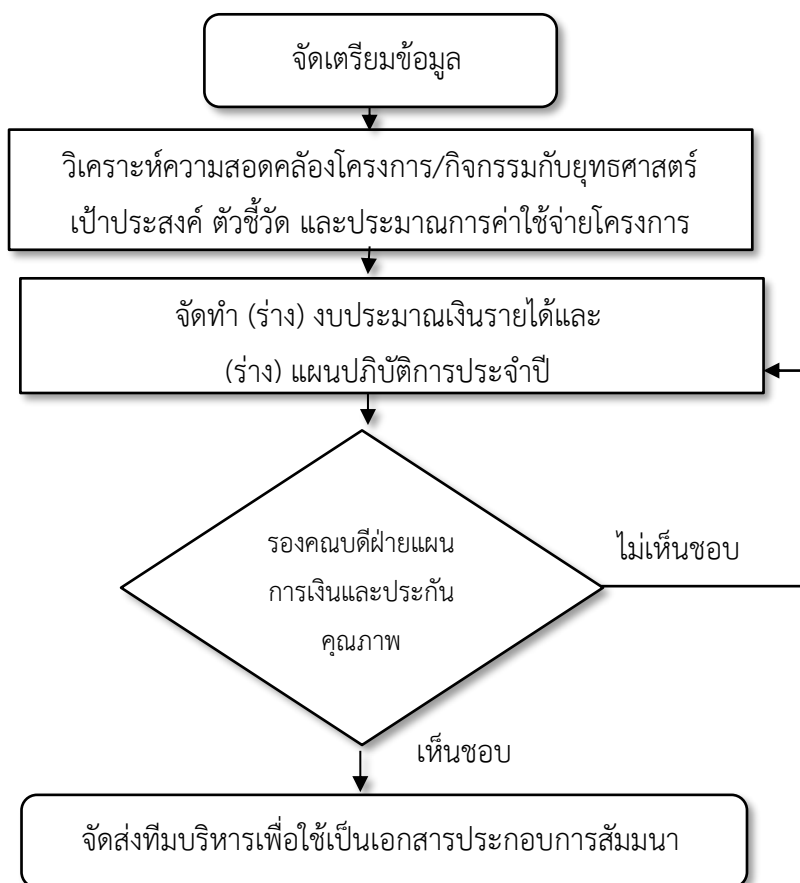 จัดเตรียมข้อมูล
วิเคราะห์ความสอดคล้องโครงการ/กิจกรรมกับยุทธศาสตร์
เป้าประสงค์ ตัวชี้วัด และประมาณการค่าใช้จ่ายโครงการ
จัดทำ (ร่าง) งบประมาณเงินรายได้และ
(ร่าง) แผนปฏิบัติการประจำปี
รองคณบดีฝ่ายแผน
การเงินและประกัน
คุณภาพ
ไม่เห็นชอบ
เห็นชอบ
จัดส่งทีมบริหารเพื่อใช้เป็นเอกสารประกอบการสัมมนา